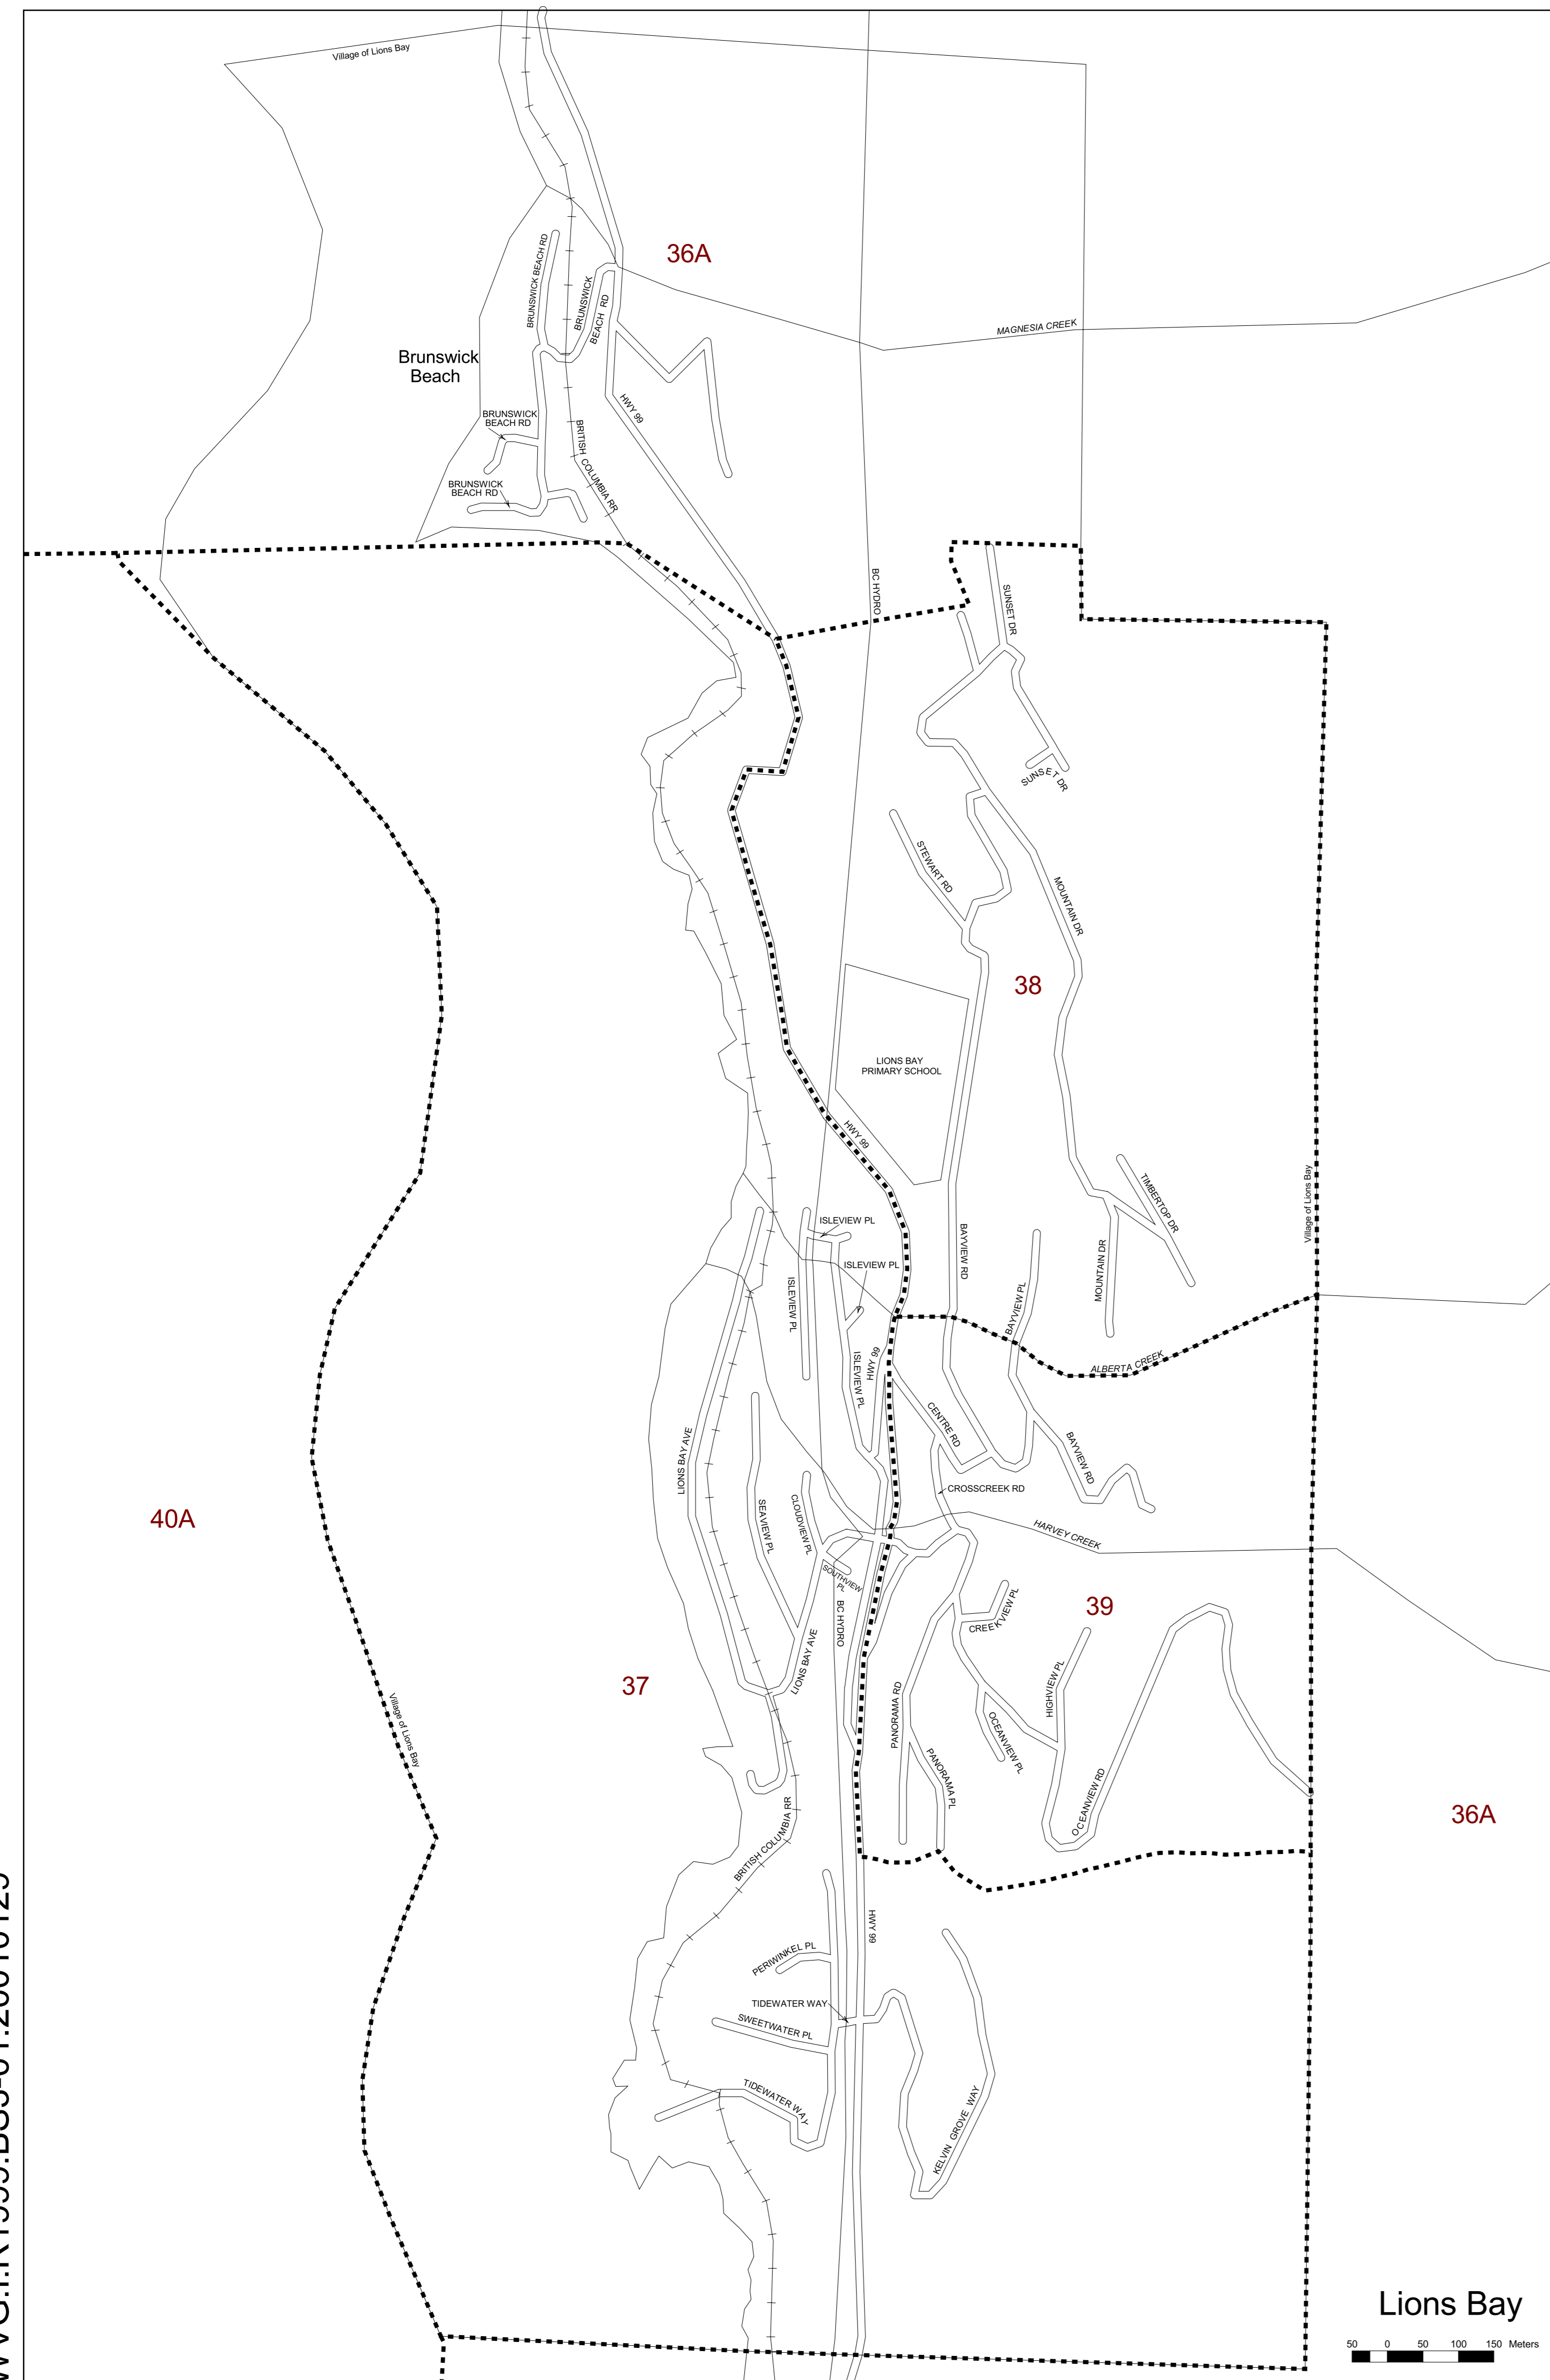 Village of Lions Bay
36A
BRUNSWICK BEACH RD
BRUNSWICK
BEACH RD
MAGNESIA CREEK
Brunswick
Beach
HWY 99
BRUNSWICK
BEACH RD
BRITISH COLUMBIA RR
BRUNSWICK
BEACH RD
BC HYDRO
SUNSET DR
SUNSET DR
STEWART RD
MOUNTAIN DR
38
LIONS BAY
PRIMARY SCHOOL
HWY 99
TIMBERTOP DR
Village of Lions Bay
ISLEVIEW PL
BAYVIEW RD
ISLEVIEW PL
MOUNTAIN DR
ISLEVIEW PL
BAYVIEW PL
HWY 99
ISLEVIEW PL
ALBERTA CREEK
CENTRE RD
LIONS BAY AVE
BAYVIEW RD
CROSSCREEK RD
40A
SEAVIEW PL
CLOUDVIEW PL
HARVEY CREEK
SOUTHVIEW
PL
39
CREEKVIEW PL
BC HYDRO
LIONS BAY AVE
37
HIGHVIEW PL
PANORAMA RD
OCEANVIEW PL
Village of Lions Bay
PANORAMA PL
OCEANVIEW RD
36A
BRITISH COLUMBIA RR
HWY 99
PERIWINKEL PL
TIDEWATER WAY
SWEETWATER PL
TIDEWATER WAY
KELVIN GROVE WAY
Lions Bay
50 0 50 100 150 Meters